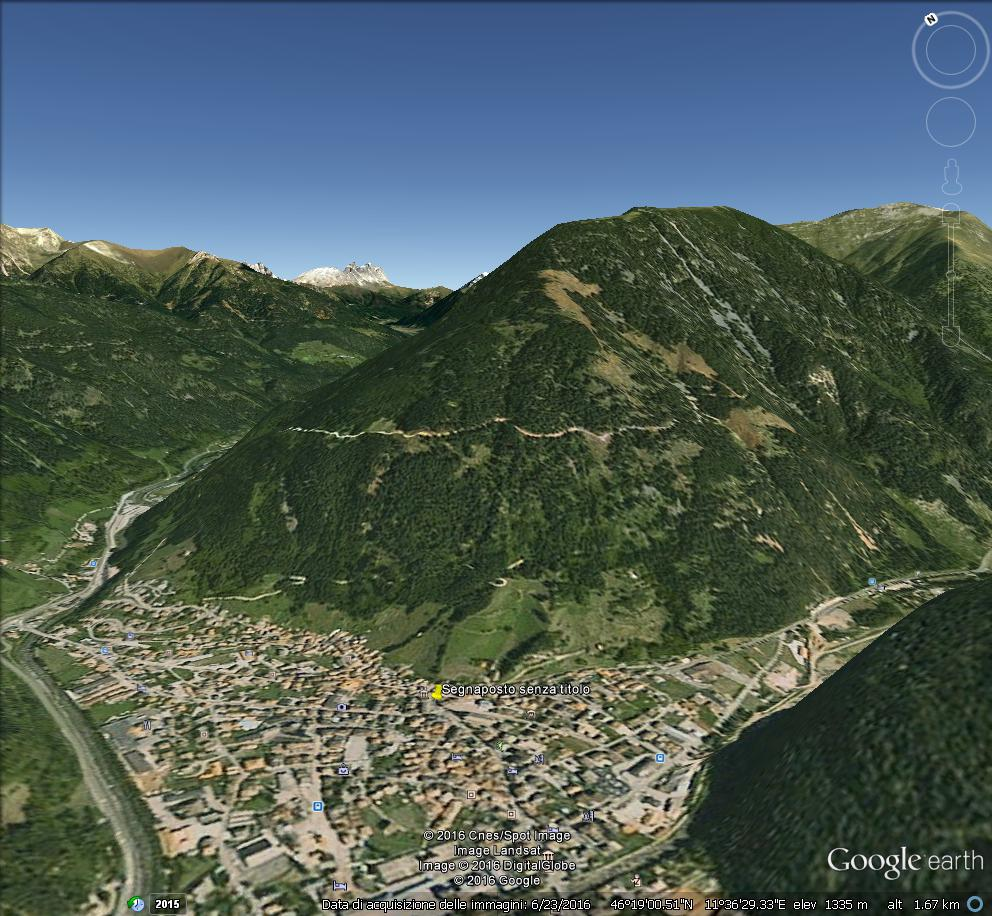 N
Segnaposto senza titolo
© 2016 Cnes/Spot Image
Image Landsat
Image © 2016 DigitalGlobe
© 2016 Google
Google earth
2015
Data di acquisizione delle immagini: 6/23/2016 46°19'00.51"N 11°36'29.33"E elev 1335 m alt 1.67 km